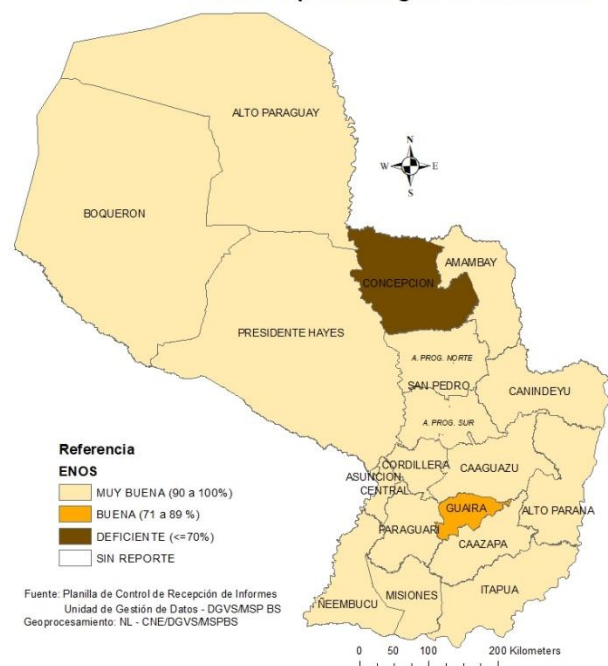 ALTO PARAGUAY
N
W E
S
BOQUERON
AMAMBAY
CONCEPCION
PRESIDENTE HAYES
A. PROG. NORTE
SAN PEDRO
CANINDEYU
A. PROG. SUR
Referencia
ENOS
MUY BUENA (90 a 100%)
BUENA (71 a 89 %)
DEFICIENTE (<=70%)
SIN REPORTE
CORDILLERA
CAAGUAZU
ASUNCION
CENTRAL
GUAIRA
ALTO PARANA
PARAGUARI
CAAZAPA
Fuente: Planilla de Control de Recepción de Informes
Unidad de Gestión de Datos - DGVS/MSP BS
Geoprocesamiento: NL - CNE/DGVS/MSPBS
ÑEEMBUCU
MISIONES
ITAPUA
0 50 100 200 Kilometers